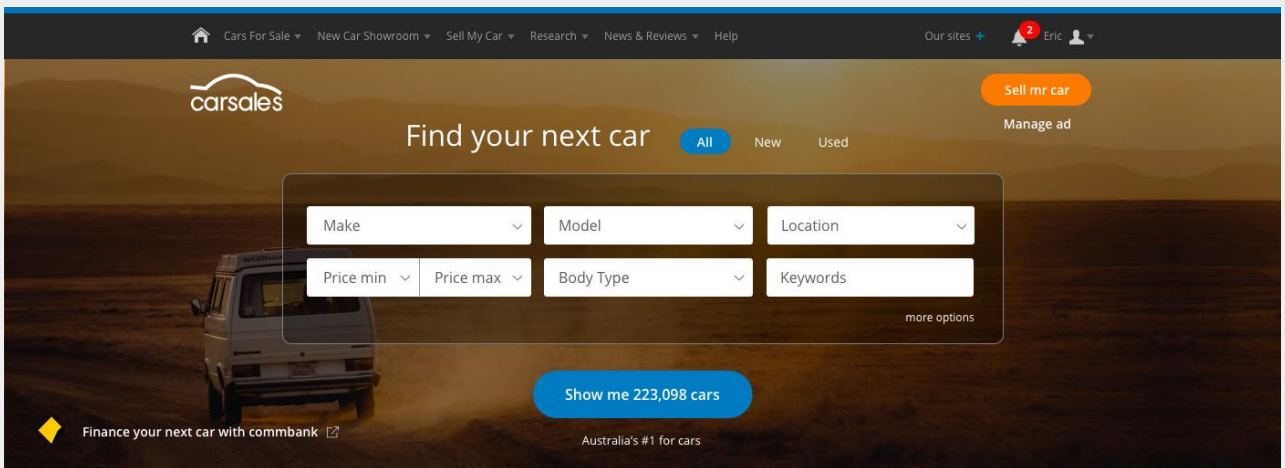 Cars For Sale New Car Showroom Sell My Car Research News & Reviews Help Our sites + 2 Eric
carsales
Sell mr car
Manage ad
Find your next car All New Used
Make Model Location
Price min Price max Body Type Keywords
more options
Show me 223,098 cars
Finance your next car with commbank
Australia's #1 for cars